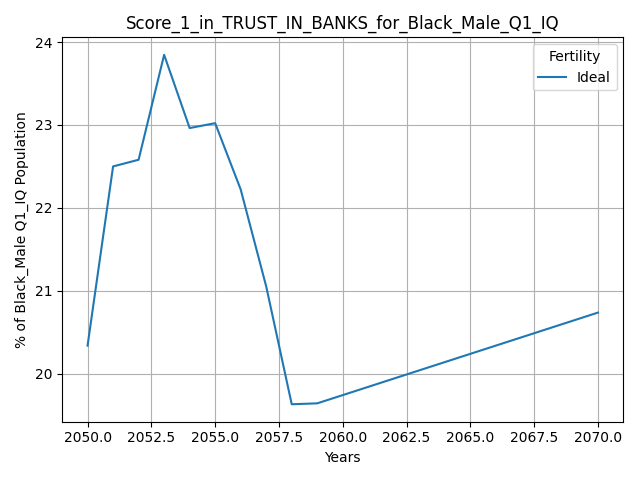 Score_1_in_TRUST_IN_BANKS_for_Black_Male_Q1_IQ
% of Black_Male Q1_IQ Population
24
23
22
21
20
Fertility
Ideal
2050.0 2052.5 2055.0 2057.5 2060.0 2062.5 2065.0 2067.5 2070.0
Years